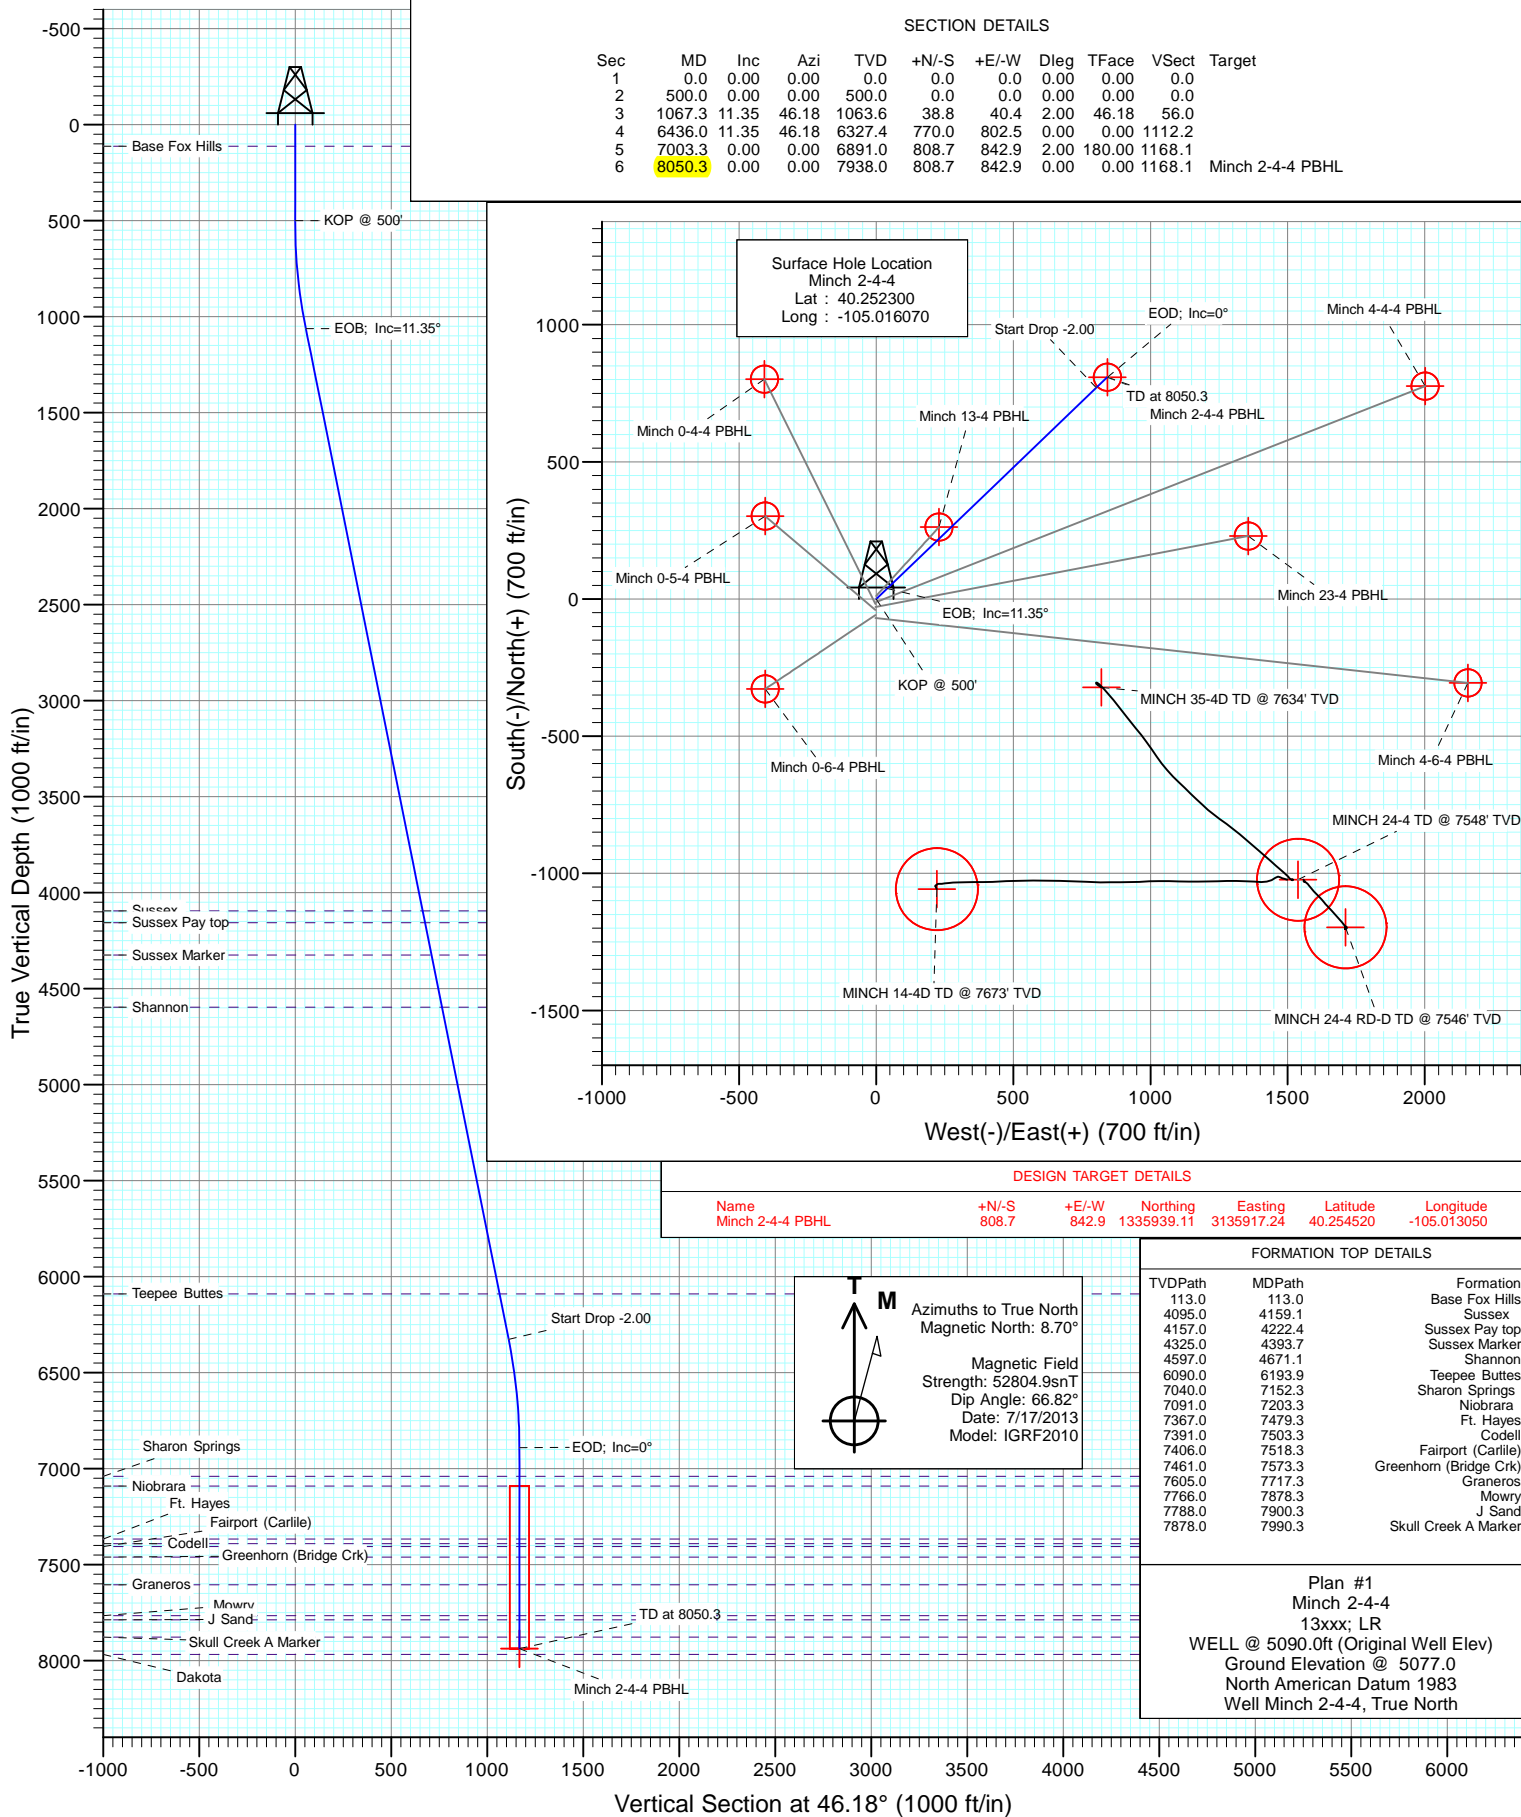 SECTION DETAILS
Sec MD Inc Azi TVD +N/-S +E/-W Dleg TFace VSect Target
1 0.0 0.00 0.00 0.0 0.0 0.0 0.00 0.00 0.0
2 500.0 0.00 0.00 500.0 0.0 0.0 0.00 0.00 0.0
3 1067.3 11.35 46.18 1063.6 38.8 40.4 2.00 46.18 56.0
4 6436.0 11.35 46.18 6327.4 770.0 802.5 0.00 0.00 1112.2
5 7003.3 0.00 0.00 6891.0 808.7 842.9 2.00 180.00 1168.1
6 8050.3 0.00 0.00 7938.0 808.7 842.9 0.00 0.00 1168.1 Minch 2-4-4 PBHL
True Vertical Depth (1000 ft/in)
-500
0
500
1000
1500
2000
2500
3000
3500
4000
4500
5000
5500
6000
6500
7000
7500
8000
Base Fox Hills
KOP @ 500'
EOB; Inc=11.35°
Sussex
Sussex Pay top
Sussex Marker
Shannon
Teepee Buttes
Start Drop -2.00
EOD; Inc=0°
Sharon Springs
Niobrara
Ft. Hayes
Fairport (Carlile)
Codell
Greenhorn (Bridge Crk)
Graneros
Mowry
J Sand
Skull Creek A Marker
Dakota
TD at 8050.3
Minch 2-4-4 PBHL
-1000 -500 0 500 1000 1500 2000 2500 3000 3500 4000 4500 5000 5500 6000
Vertical Section at 46.18° (1000 ft/in)
Surface Hole Location
Minch 2-4-4
Lat : 40.252300
Long : -105.016070
South(-)/North(+) (700 ft/in)
1000
500
0
-500
-1000
-1500
Start Drop -2.00
EOD; Inc=0°
Minch 4-4-4 PBHL
TD at 8050.3
Minch 2-4-4 PBHL
Minch 0-4-4 PBHL
Minch 13-4 PBHL
Minch 0-5-4 PBHL
Minch 23-4 PBHL
EOB; Inc=11.35°
KOP @ 500'
MINCH 35-4D TD @ 7634' TVD
Minch 0-6-4 PBHL
Minch 4-6-4 PBHL
MINCH 24-4 TD @ 7548' TVD
MINCH 14-4D TD @ 7673' TVD
MINCH 24-4 RD-D TD @ 7546' TVD
-1000 -500 0 500 1000 1500 2000
West(-)/East(+) (700 ft/in)
DESIGN TARGET DETAILS
Name +N/-S +E/-W Northing Easting Latitude Longitude
Minch 2-4-4 PBHL 808.7 842.9 1335939.11 3135917.24 40.254520 -105.013050
T
M
Azimuths to True North
Magnetic North: 8.70°
Magnetic Field
Strength: 52804.9snT
Dip Angle: 66.82°
Date: 7/17/2013
Model: IGRF2010
FORMATION TOP DETAILS
TVDPath MDPath Formation
113.0 113.0 Base Fox Hills
4095.0 4159.1 Sussex
4157.0 4222.4 Sussex Pay top
4325.0 4393.7 Sussex Marker
4597.0 4671.1 Shannon
6090.0 6193.9 Teepee Buttes
7040.0 7152.3 Sharon Springs
7091.0 7203.3 Niobrara
7367.0 7479.3 Ft. Hayes
7391.0 7503.3 Codell
7406.0 7518.3 Fairport (Carlile)
7461.0 7573.3 Greenhorn (Bridge Crk)
7605.0 7717.3 Graneros
7766.0 7878.3 Mowry
7788.0 7900.3 J Sand
7878.0 7990.3 Skull Creek A Marker
Plan #1
Minch 2-4-4
13xxx; LR
WELL @ 5090.0ft (Original Well Elev)
Ground Elevation @ 5077.0
North American Datum 1983
Well Minch 2-4-4, True North